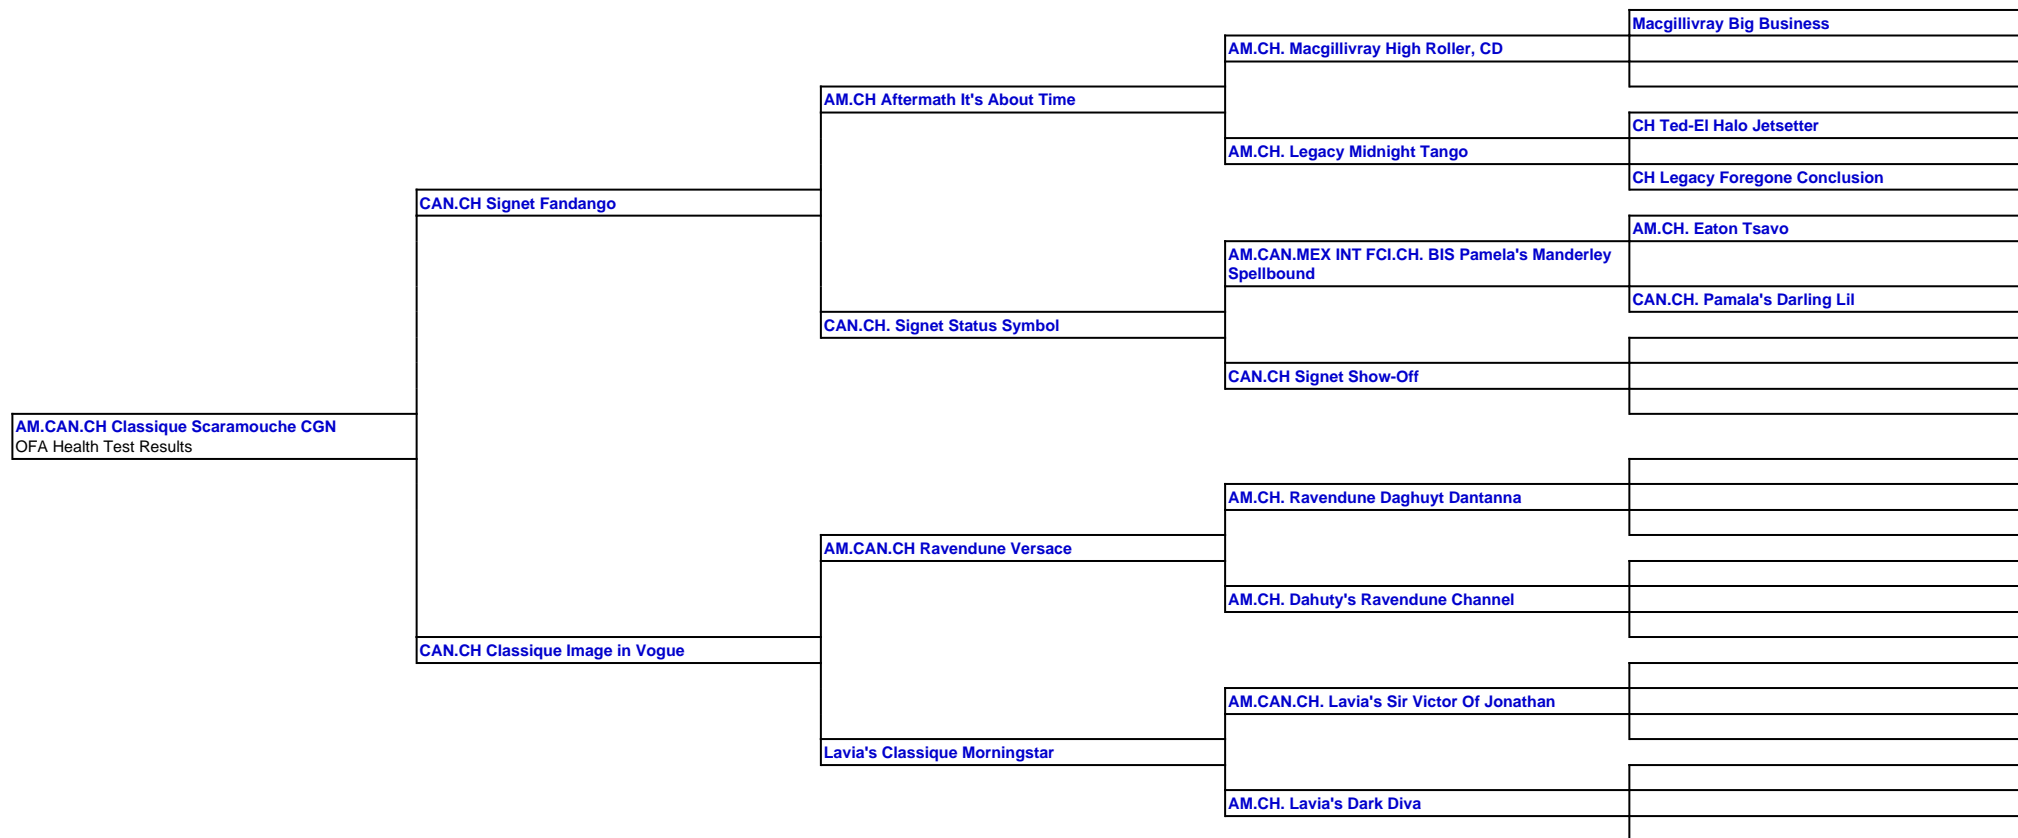 Macgillivray Big Business
AM.CH. Macgillivray High Roller, CD
AM.CH Aftermath It's About Time
CH Ted-El Halo Jetsetter
AM.CH. Legacy Midnight Tango
CH Legacy Foregone Conclusion
CAN.CH Signet Fandango
AM.CH. Eaton Tsavo
AM.CAN.MEX INT FCI.CH. BIS Pamela's Manderley
Spellbound
CAN.CH. Pamala's Darling Lil
CAN.CH. Signet Status Symbol
CAN.CH Signet Show-Off
AM.CAN.CH Classique Scaramouche CGN
OFA Health Test Results
AM.CH. Ravendune Daghuyt Dantanna
AM.CAN.CH Ravendune Versace
AM.CH. Dahuty's Ravendune Channel
CAN.CH Classique Image in Vogue
AM.CAN.CH. Lavia's Sir Victor Of Jonathan
Lavia's Classique Morningstar
AM.CH. Lavia's Dark Diva